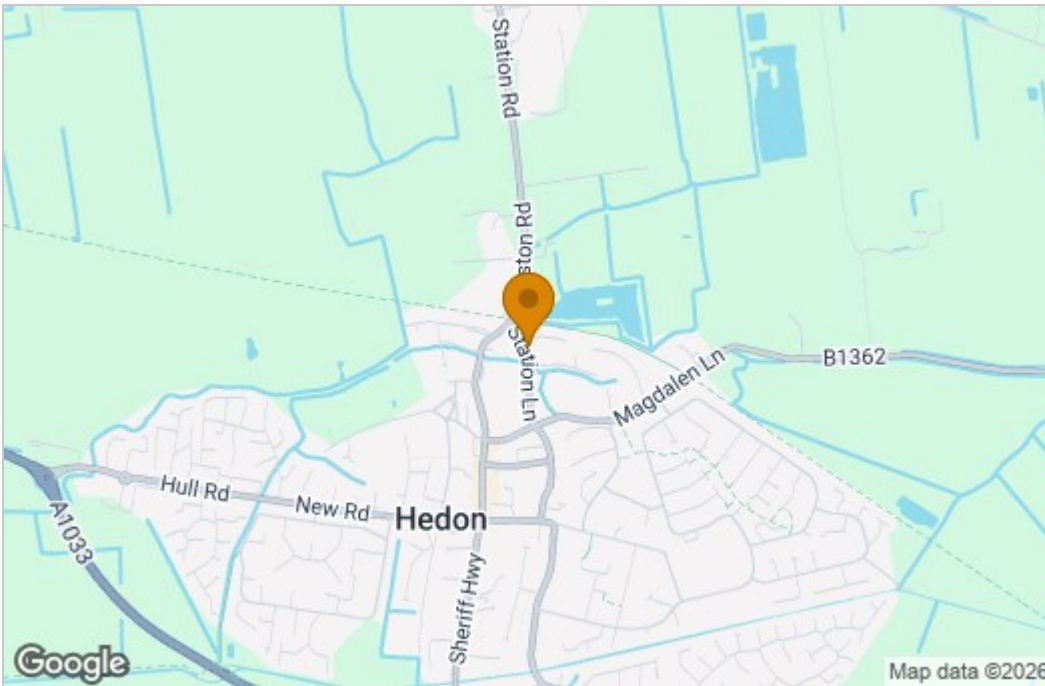 Station Rd
ston Rd
Station Ln
Magdalen Ln
B1362
Hull Rd
New Rd
Hedon
A1033
Sheriff Hwy
Google
Map data ©2026